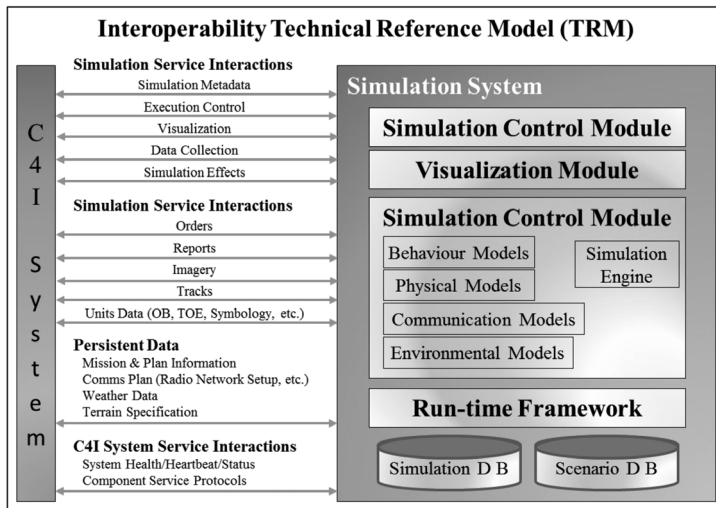 Interoperability Technical Reference Model (TRM)
C4I System
Simulation Service Interactions
Simulation Metadata
Execution Control
Visualization
Data Collection
Simulation Effects
Simulation Service Interactions
Orders
Reports
Imagery
Tracks
Units Data (OB, TOE, Symbology, etc.)
Persistent Data
Mission & Plan Information
Comms Plan (Radio Network Setup, etc.)
Weather Data
Terrain Specification
C4I System Service Interactions
System Health/Heartbeat/Status
Component Service Protocols
Simulation System
Simulation Control Module
Visualization Module
Simulation Control Module
Behaviour Models
Physical Models
Communication Models
Environmental Models
Simulation
Engine
Run-time Framework
Simulation D B
Scenario D B